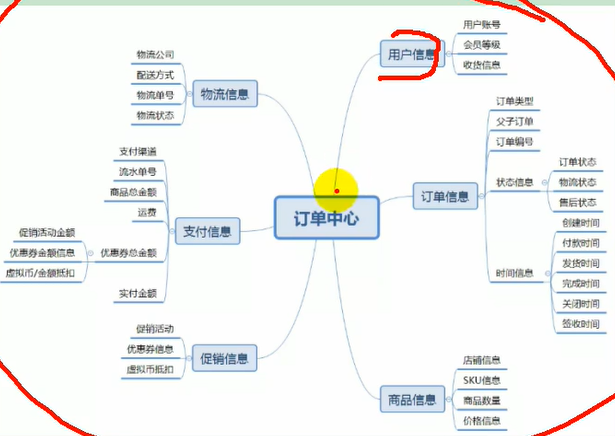 订单中心
用户信息
用户账号
会员等级
收货信息
订单信息
订单类型
父子订单
订单编号
状态信息
订单状态
物流状态
售后状态
时间信息
创建时间
付款时间
发货时间
完成时间
关闭时间
签收时间
商品信息
店铺信息
SKU信息
商品数量
价格信息
物流信息
物流公司
配送方式
物流单号
物流状态
支付信息
支付渠道
流水单号
商品总金额
运费
优惠券总金额
促销活动金额
优惠券金额信息
虚拟币/金额抵扣
实付金额
促销信息
促销活动
优惠券信息
虚拟币抵扣